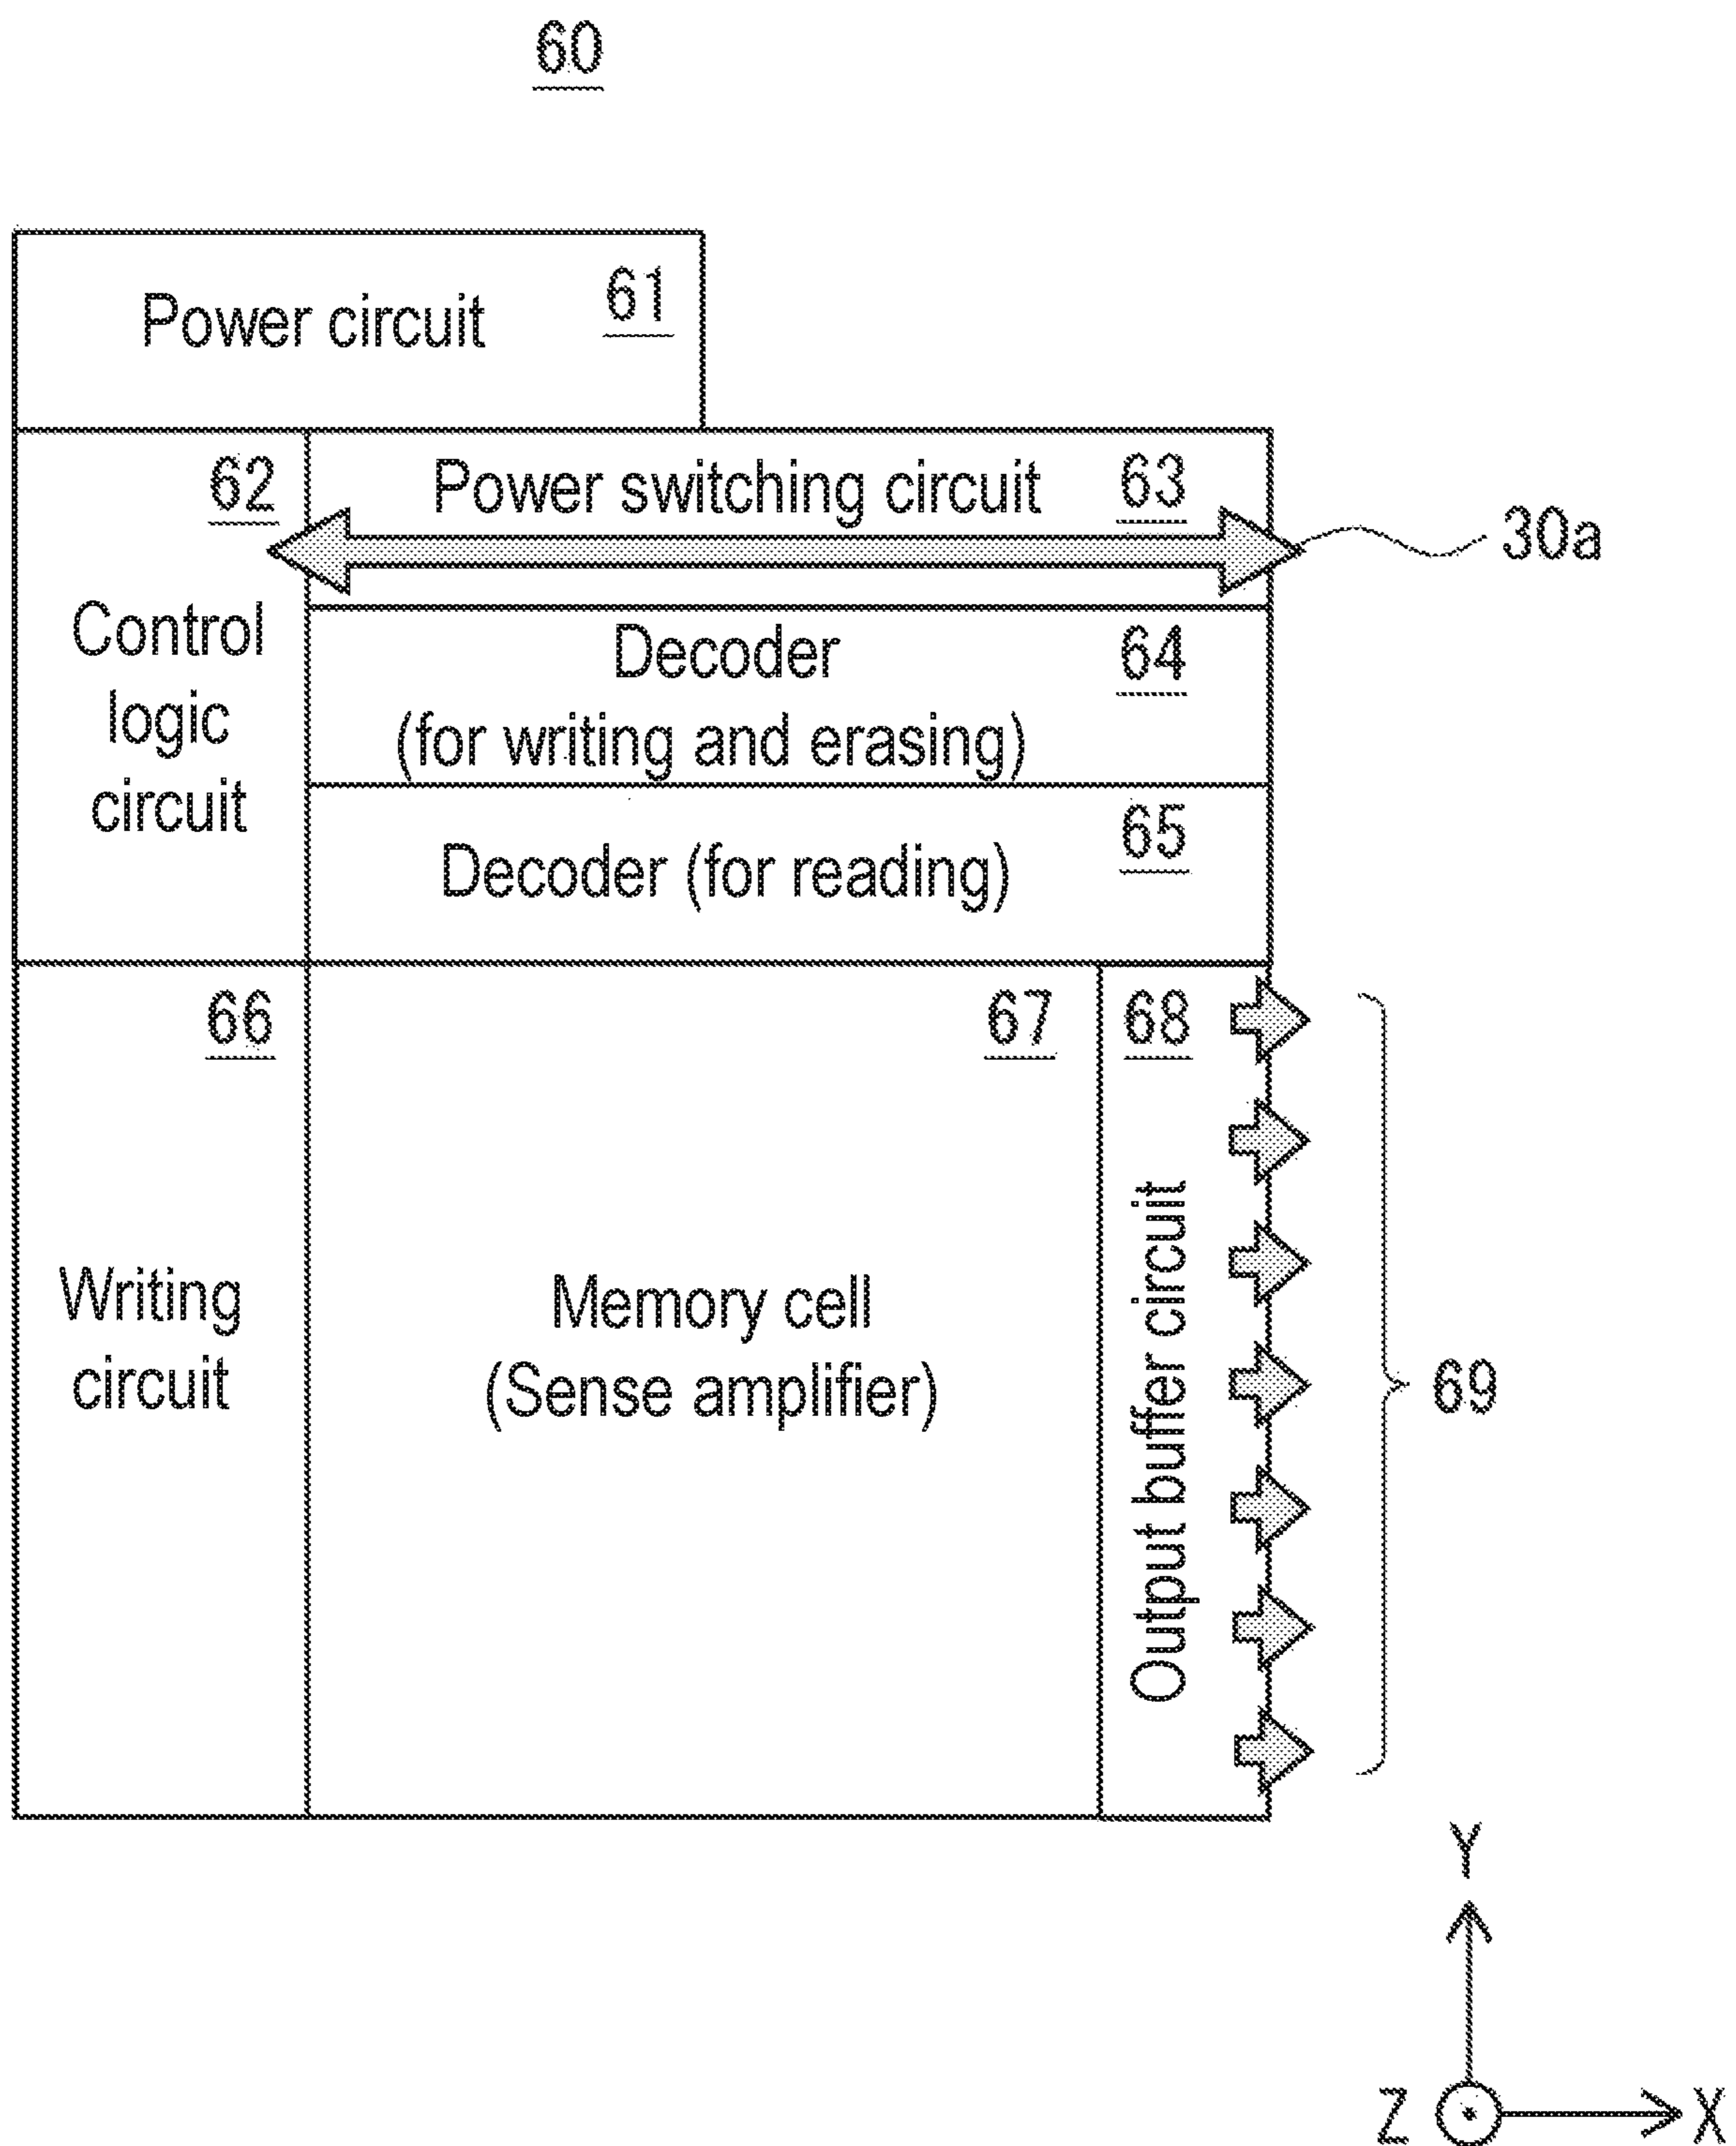 60
Power circuit 61
62
Power switching circuit 63
30a
Control
logic
circuit
Decoder 64
(for writing and erasing)
Decoder (for reading) 65
66
67
68
Writing
circuit
Memory cell
(Sense amplifier)
Output buffer circuit
69
Y
Z
X